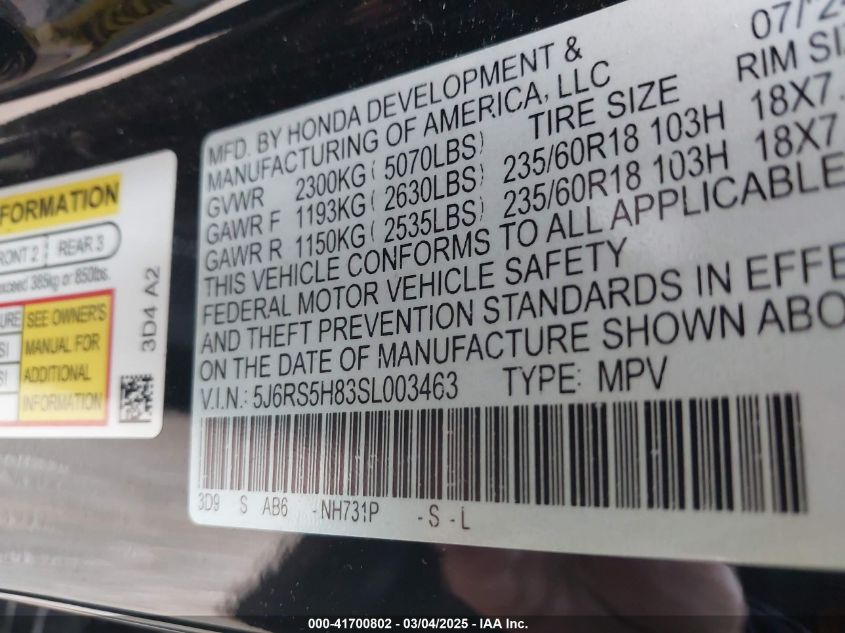 FORMATION
FRONT 2 REAR 3
exceed 385kg or 850lbs.
SEE OWNER'S
MANUAL FOR
ADDITIONAL
INFORMATION
3D4 A2
MFD. BY HONDA DEVELOPMENT &
MANUFACTURING OF AMERICA, LLC
GVWR 2300KG( 5070LBS) TIRE SIZE RIM SI
GAWR F 1193KG( 2630LBS) 235/60R18 103H 18X7
GAWR R 1150KG( 2535LBS) 235/60R18 103H 18X7
THIS VEHICLE CONFORMS TO ALL APPLICABLE
FEDERAL MOTOR VEHICLE SAFETY
AND THEFT PREVENTION STANDARDS IN EFFE
ON THE DATE OF MANUFACTURE SHOWN ABO
V.I.N.: 5J6RS5H83SL003463 TYPE: MPV
3D9 S AB6 -NH731P -S -L
000-41700802 - 03/04/2025 - IAA Inc.